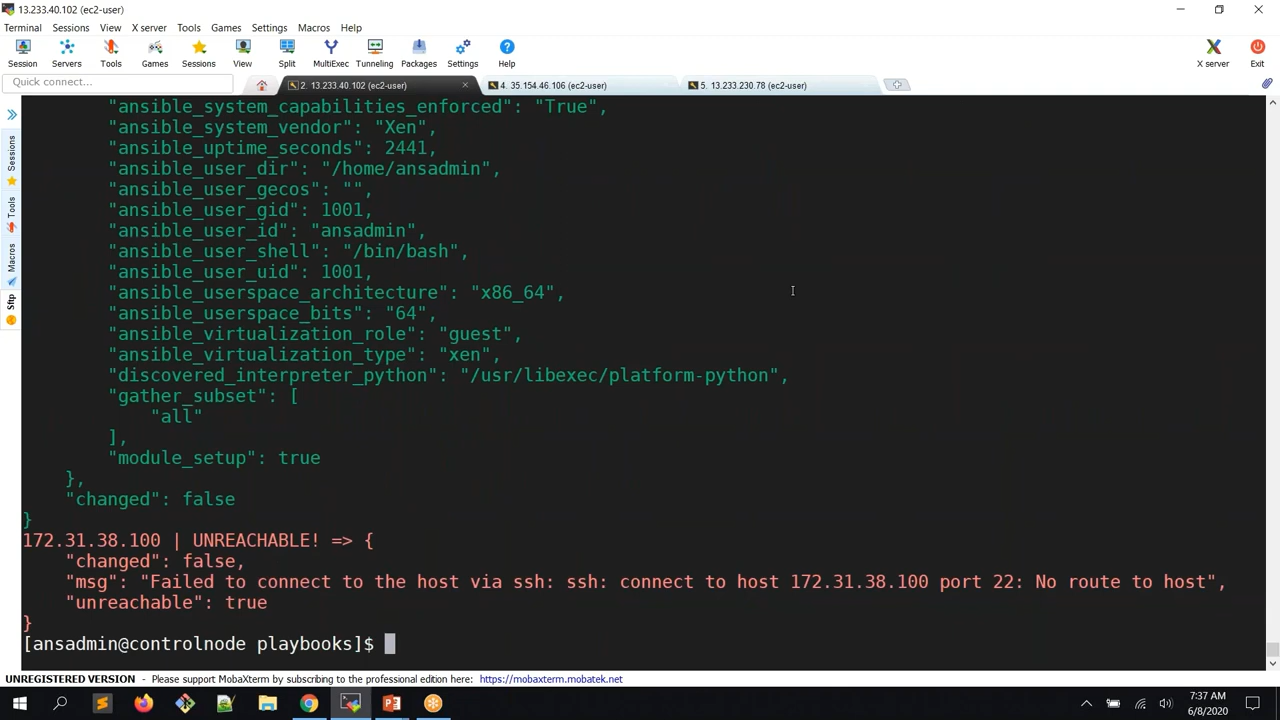 13.233.40.102 (ec2-user)
Terminal Sessions View X server Tools Games Settings Macros Help
Session Servers Tools Games Sessions View Split MultiExec Tunneling Packages Settings Help X server Exit
Quick connect...
2. 13.233.40.102 (ec2-user)
4. 35.154.46.106 (ec2-user)
5. 13.233.230.78 (ec2-user)
Sessions
Tools
Macros
Sftp
"ansible_system_capabilities_enforced": "True",
"ansible_system_vendor": "Xen",
"ansible_uptime_seconds": 2441,
"ansible_user_dir": "/home/ansadmin",
"ansible_user_gecos": "",
"ansible_user_gid": 1001,
"ansible_user_id": "ansadmin",
"ansible_user_shell": "/bin/bash",
"ansible_user_uid": 1001,
"ansible_userspace_architecture": "x86_64",
"ansible_userspace_bits": "64",
"ansible_virtualization_role": "guest",
"ansible_virtualization_type": "xen",
"discovered_interpreter_python": "/usr/libexec/platform-python",
"gather_subset": [
"all"
],
"module_setup": true
},
"changed": false
}
172.31.38.100 | UNREACHABLE! => {
"changed": false,
"msg": "Failed to connect to the host via ssh: ssh: connect to host 172.31.38.100 port 22: No route to host",
"unreachable": true
}
[ansadmin@controlnode playbooks]$
UNREGISTERED VERSION - Please support MobaXterm by subscribing to the professional edition here: https://mobaxterm.mobatek.net
7:37 AM
6/8/2020